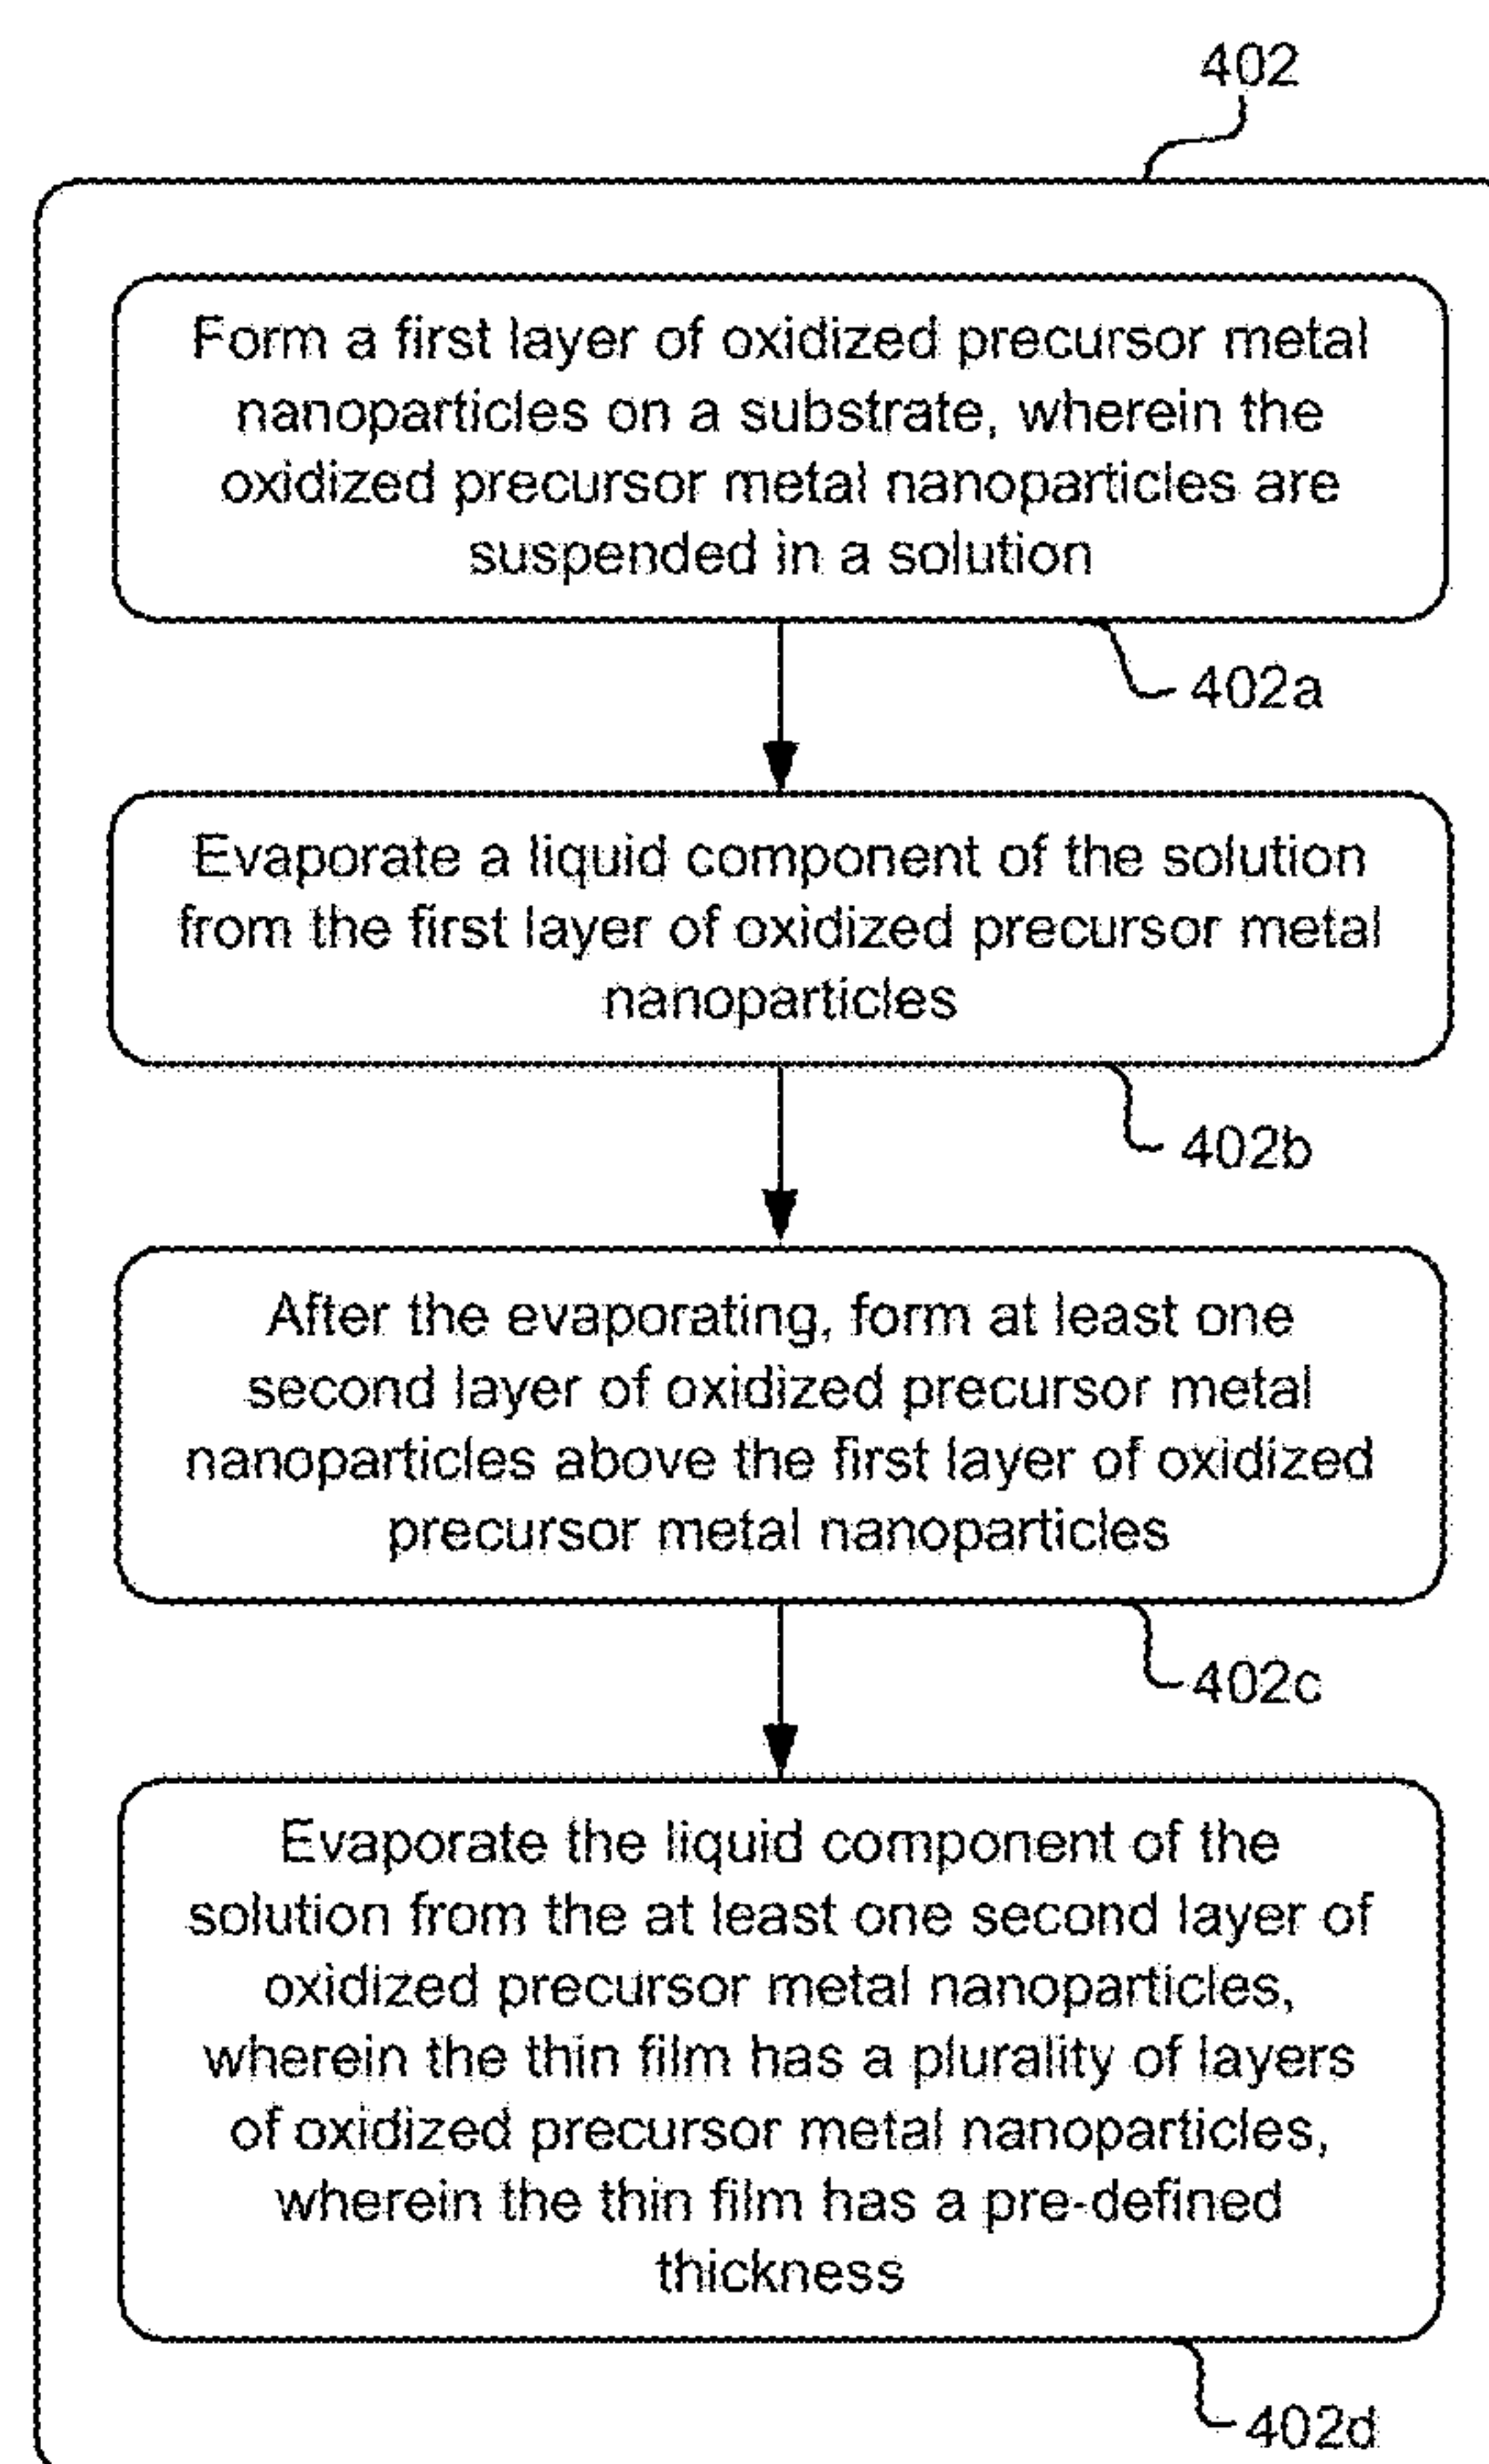 402
Form a first layer of oxidized precursor metal
nanoparticles on a substrate, wherein the
oxidized precursor metal nanoparticles are
suspended in a solution
402a
Evaporate a liquid component of the solution
from the first layer of oxidized precursor metal
nanoparticles
402b
After the evaporating, form at least one
second layer of oxidized precursor metal
nanoparticles above the first layer of oxidized
precursor metal nanoparticles
402c
Evaporate the liquid component of the
solution from the at least one second layer of
oxidized precursor metal nanoparticles,
wherein the thin film has a plurality of layers
of oxidized precursor metal nanoparticles,
wherein the thin film has a pre-defined
thickness
402d